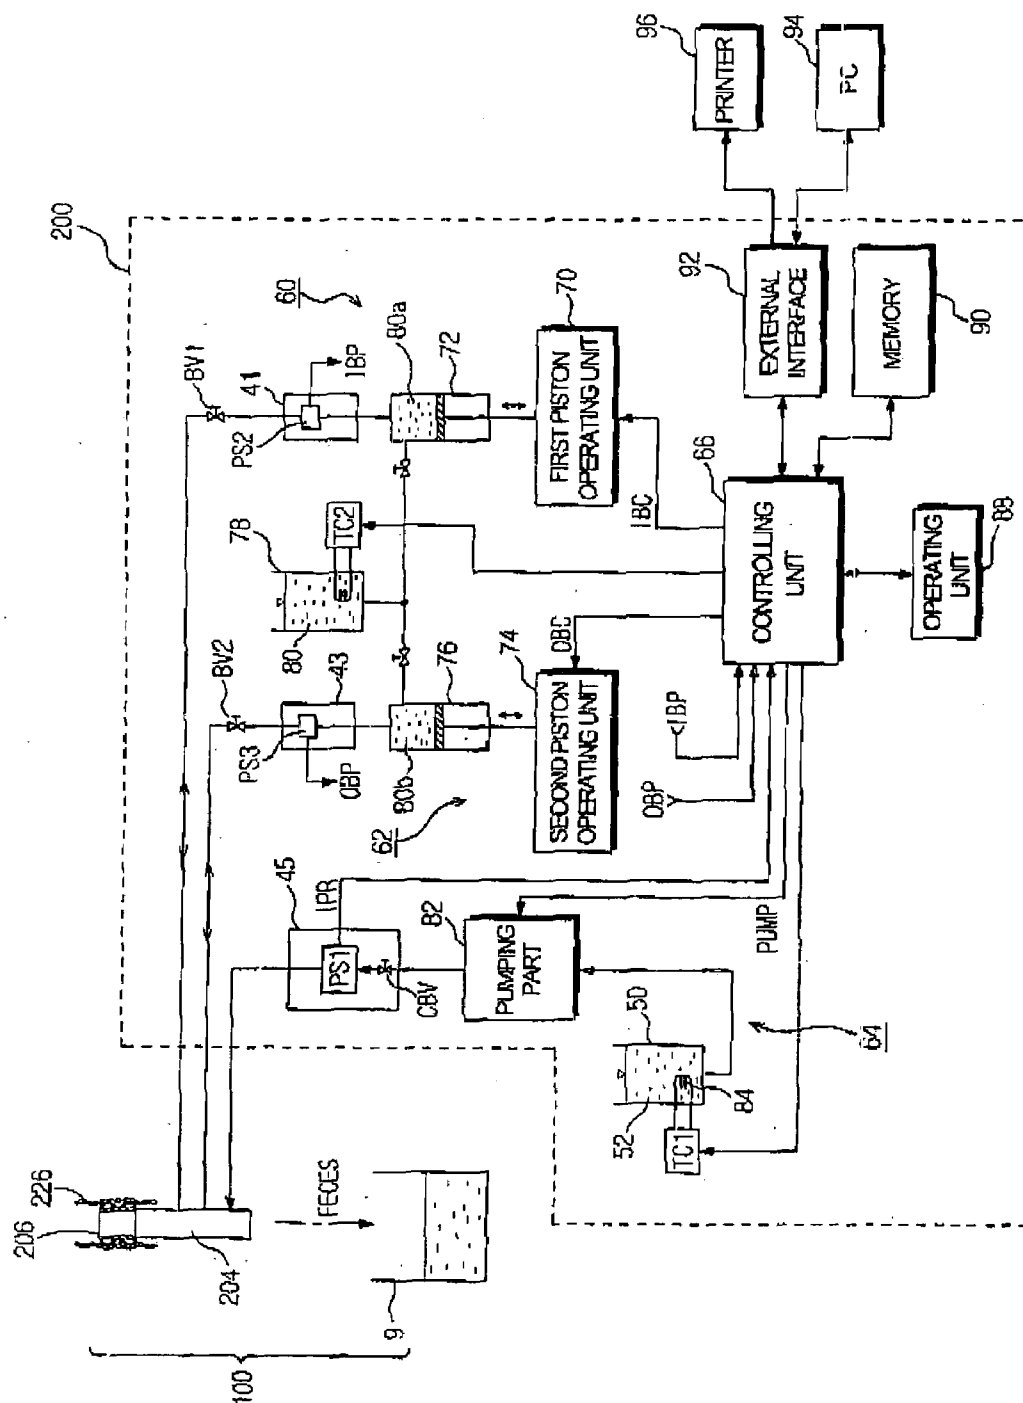 96
PRINTER
94
PC
200
92
EXTERNAL
INTERFACE
MEMORY
90
60
BV1
41
PS2
IBP
80a
72
70
FIRST PISTON
OPERATING UNIT
IBC
66
CONTROLLING
UNIT
OPERATING
UNIT
88
78
TC2
80
BV2
43
PS3
OBP
76
80b
74
SECOND PISTON
OPERATING UNIT
OBC
62
IBP
OBP
45
IPR
PS1
CBV
82
PUMPING
PART
PUMP
50
64
52
84
TC1
226
206
204
FECES
9
100